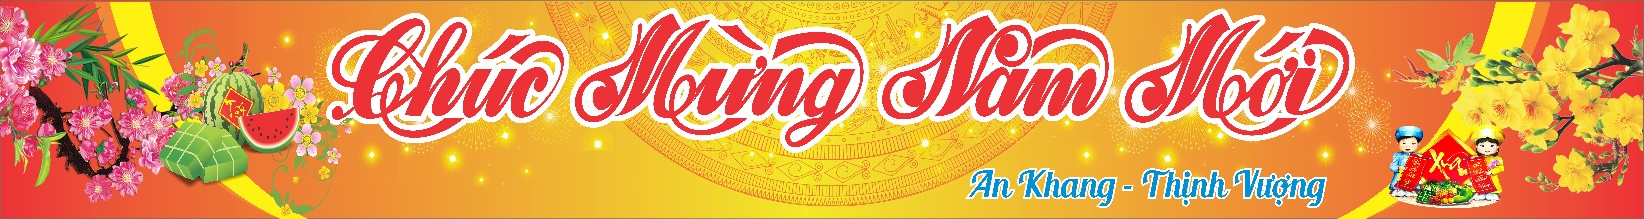 Chúc Mừng Năm Mới
An Khang - Thịnh Vượng